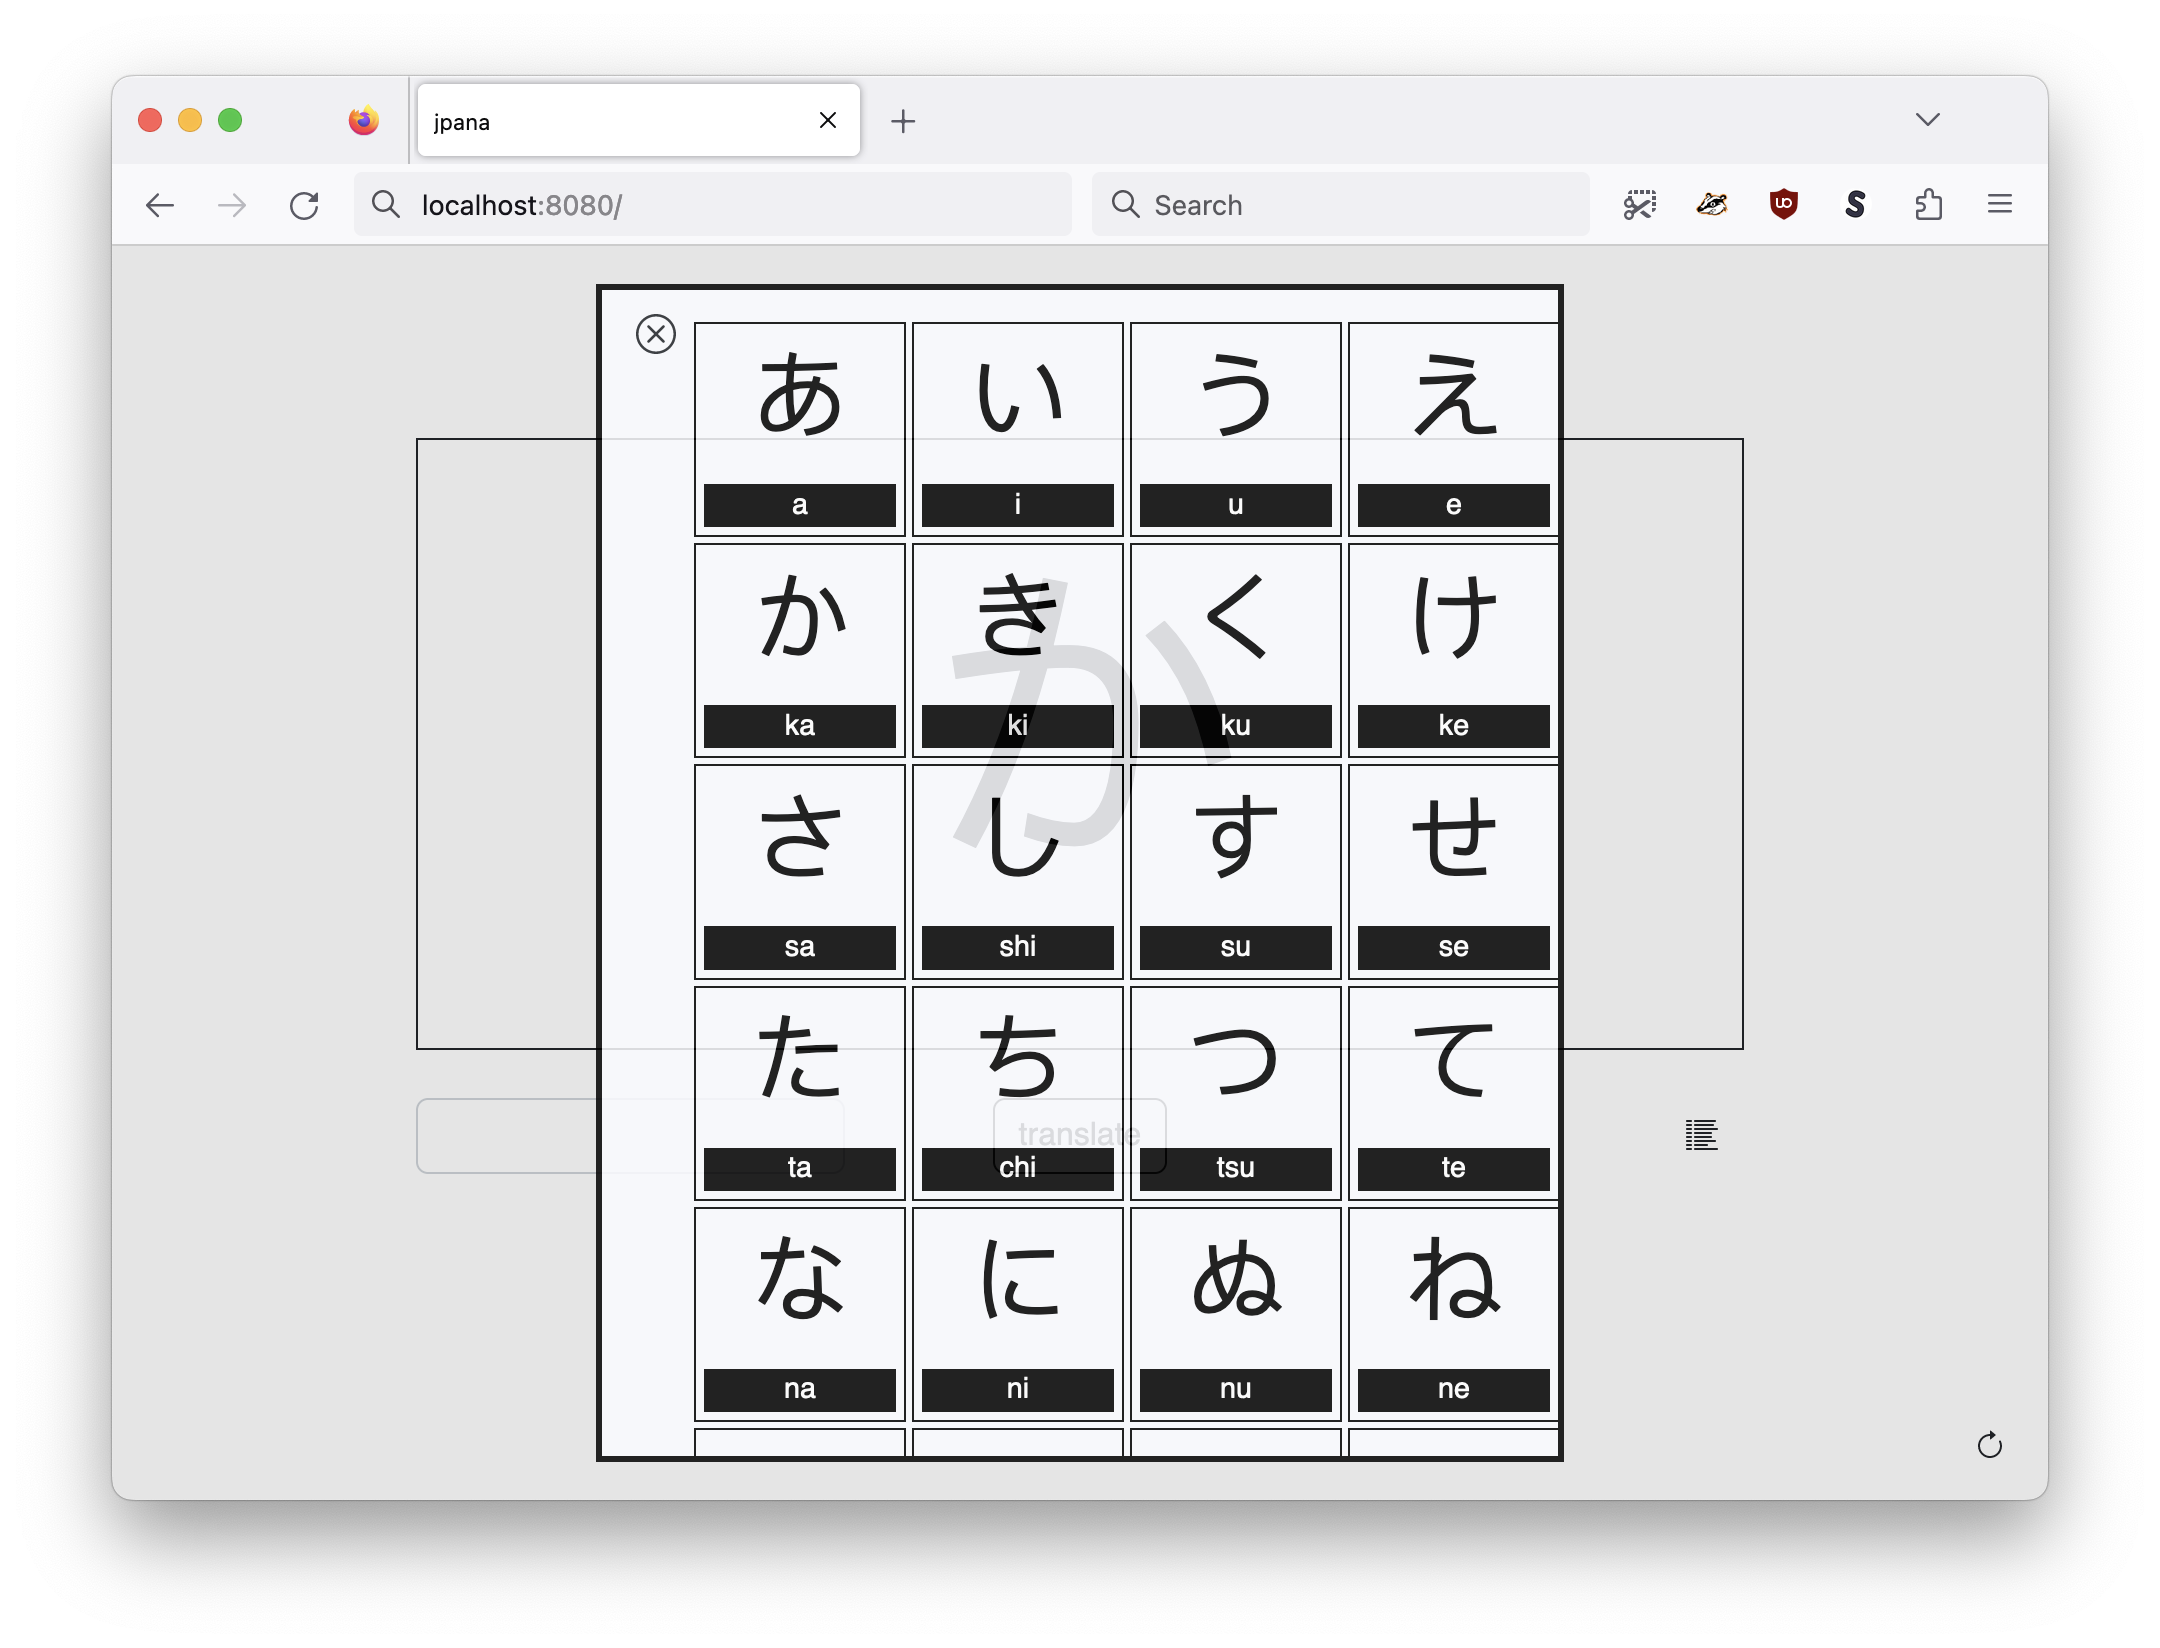 jpana
localhost:8080/
Search
あ い う え
a i u e
か き く け
ka ki ku ke
か
さ し す せ
sa shi su se
た ち つ て
translate
ta chi tsu te
な に ぬ ね
na ni nu ne